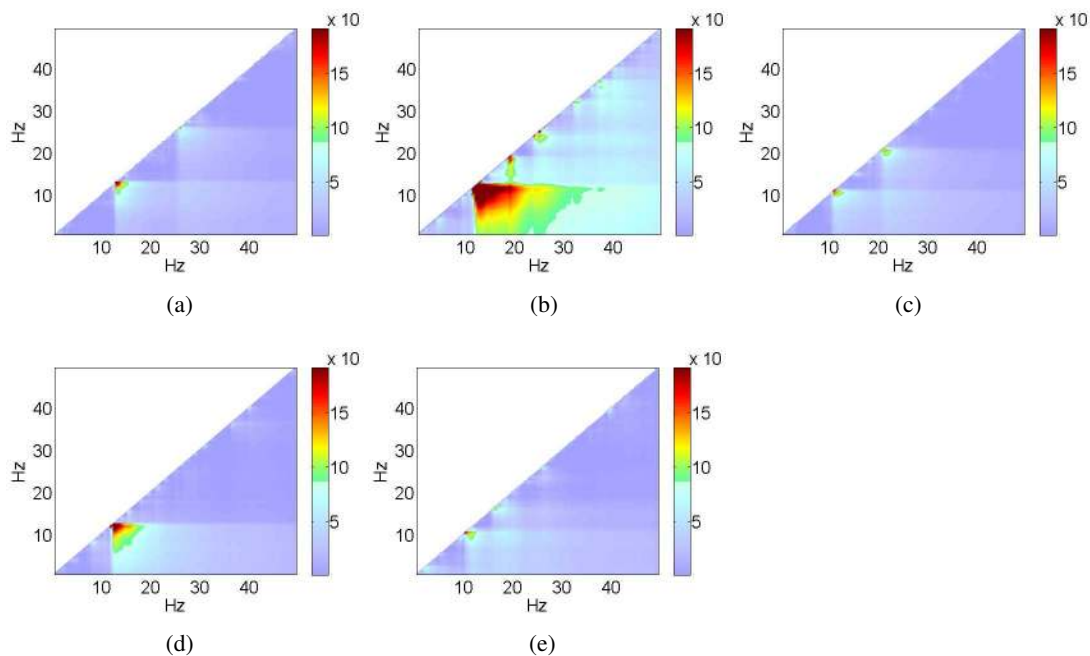 x 10 x 10 x 10
40 15 40 15 40 15
30 30 30
Hz 10 Hz 10 Hz 10
20 20 20
10 5 10 5 10 5
10 20 30 40 10 20 30 40 10 20 30 40
Hz Hz Hz
(a) (b) (c)
x 10 x 10
40 15 40 15
30 30
Hz 10 Hz 10
20 20
10 5 10 5
10 20 30 40 10 20 30 40
Hz Hz
(d) (e)